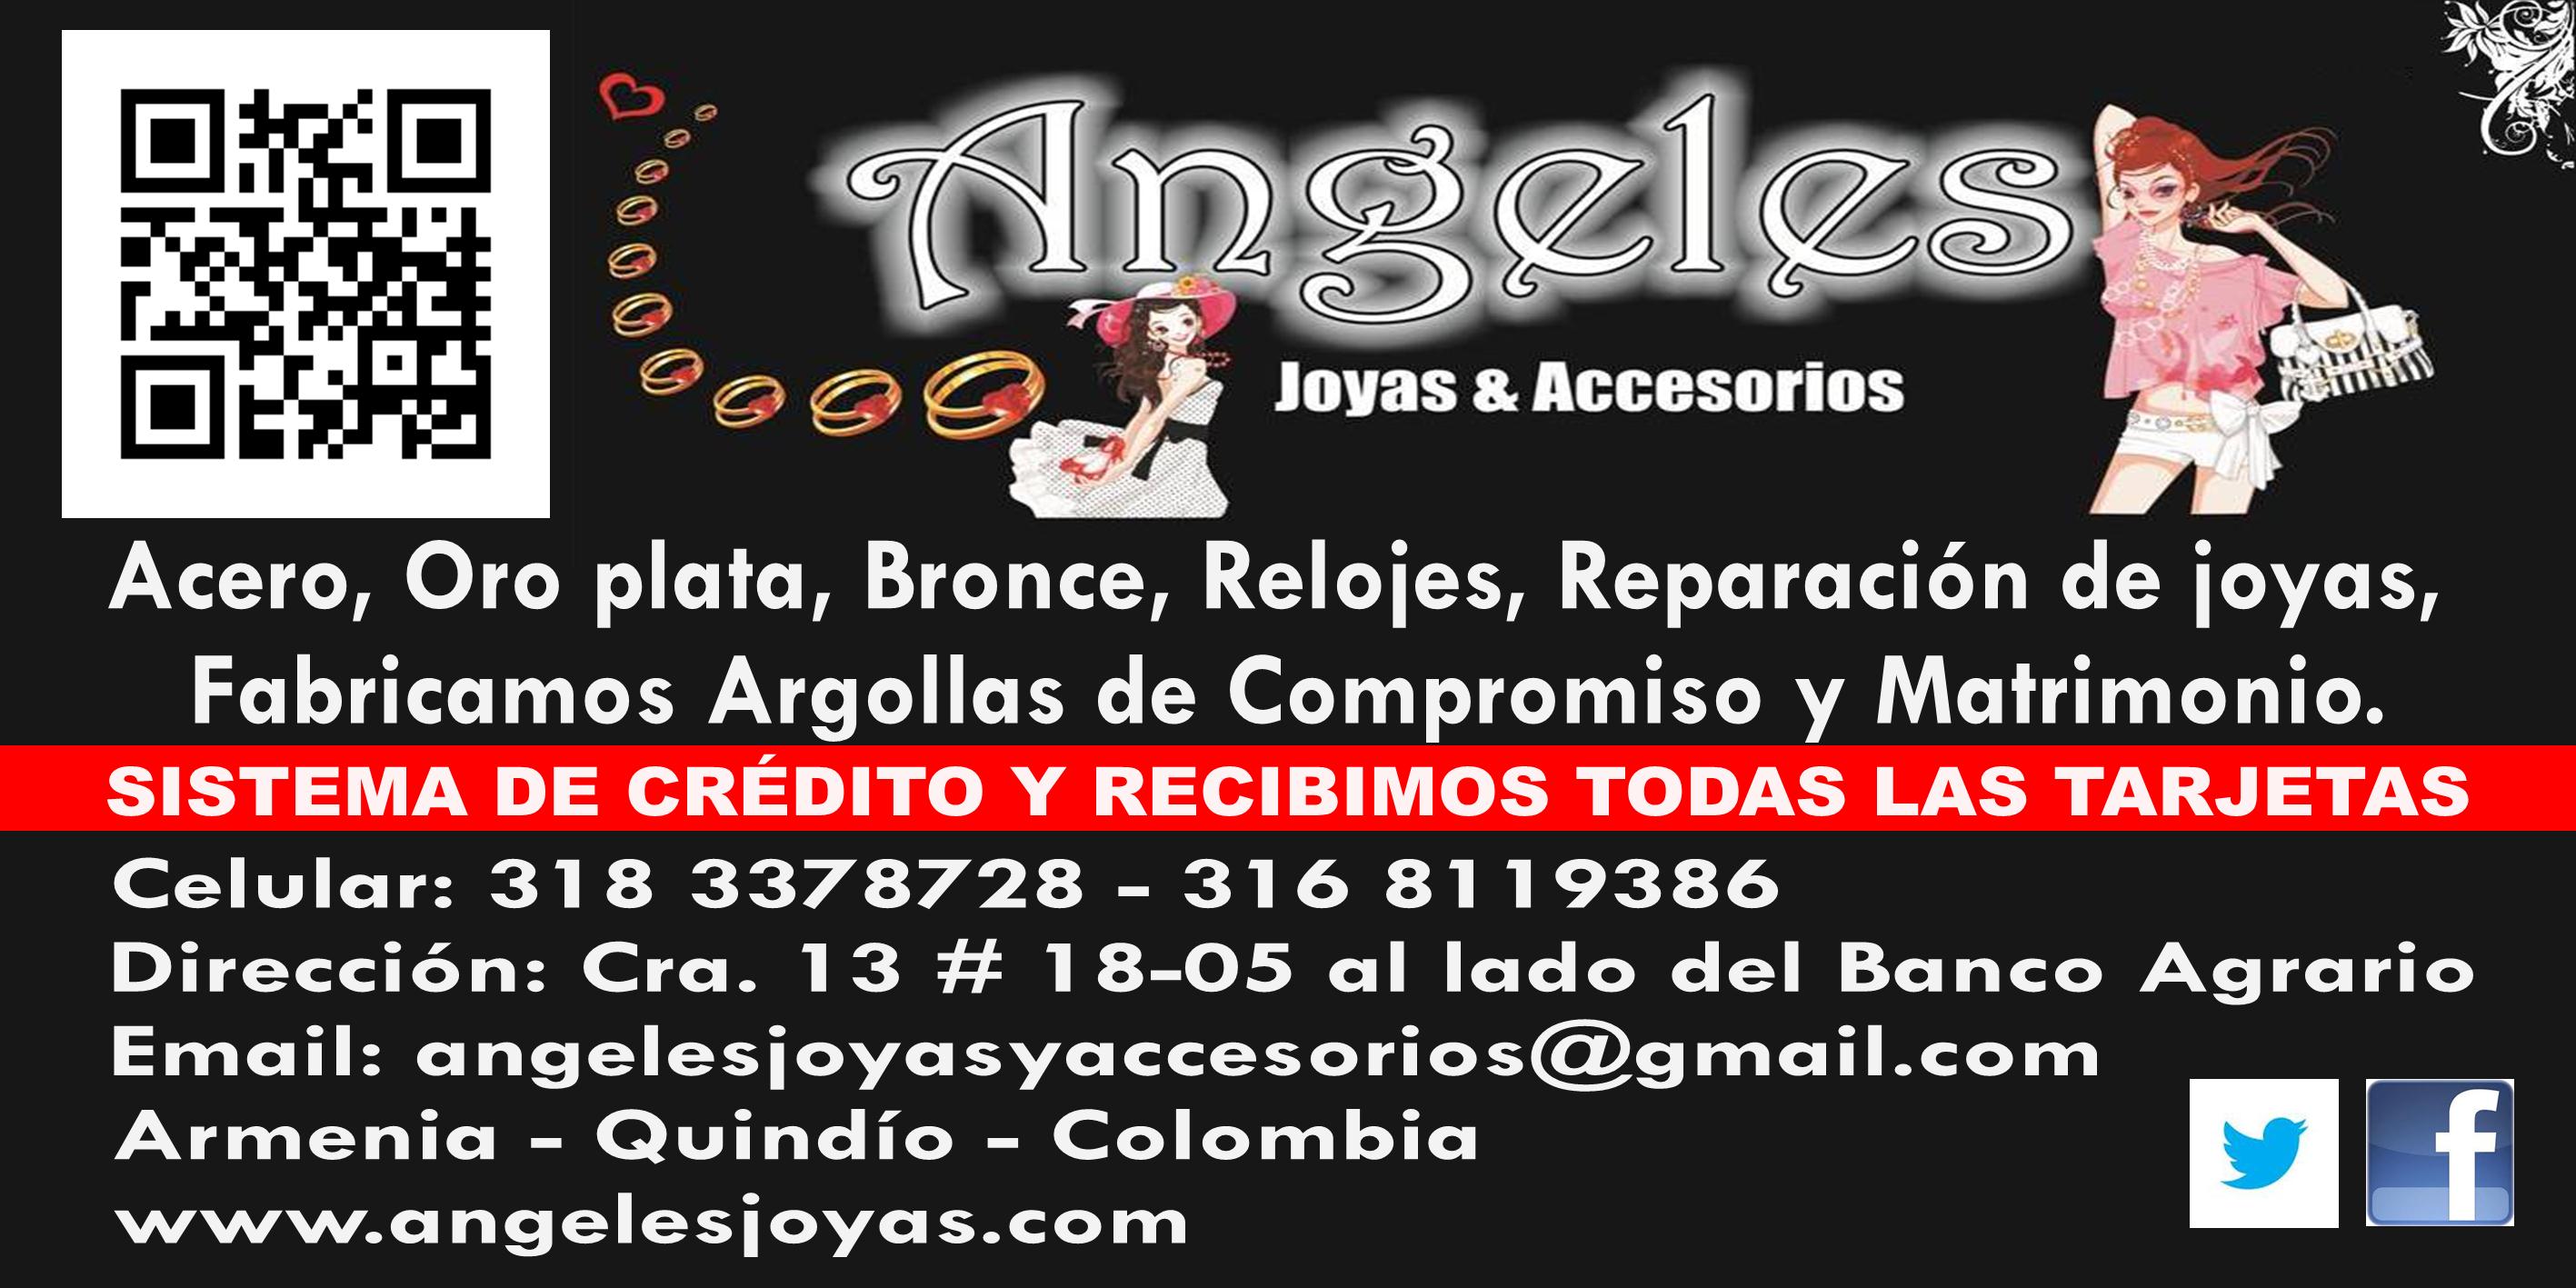 Angeles
Joyas & Accesorios
Acero, Oro plata, Bronce, Relojes, Reparación de joyas,
Fabricamos Argollas de Compromiso y Matrimonio.
SISTEMA DE CRÉDITO Y RECIBIMOS TODAS LAS TARJETAS
Celular: 318 3378728 - 316 8119386
Dirección: Cra. 13 # 18-05 al lado del Banco Agrario
Email: angelesjoyasyaccesorios@gmail.com
Armenia - Quindío - Colombia
www.angelesjoyas.com
f